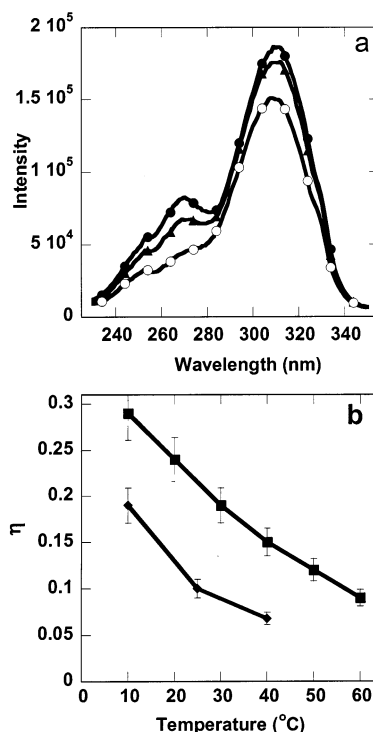 a
2 10⁵
1.5 10⁵
1 10⁵
5 10⁴
0
Intensity
240 260 280 300 320 340
Wavelength (nm)
b
0.3
0.25
0.2
0.15
0.1
0.05
0
η
0 10 20 30 40 50 60
Temperature (°C)